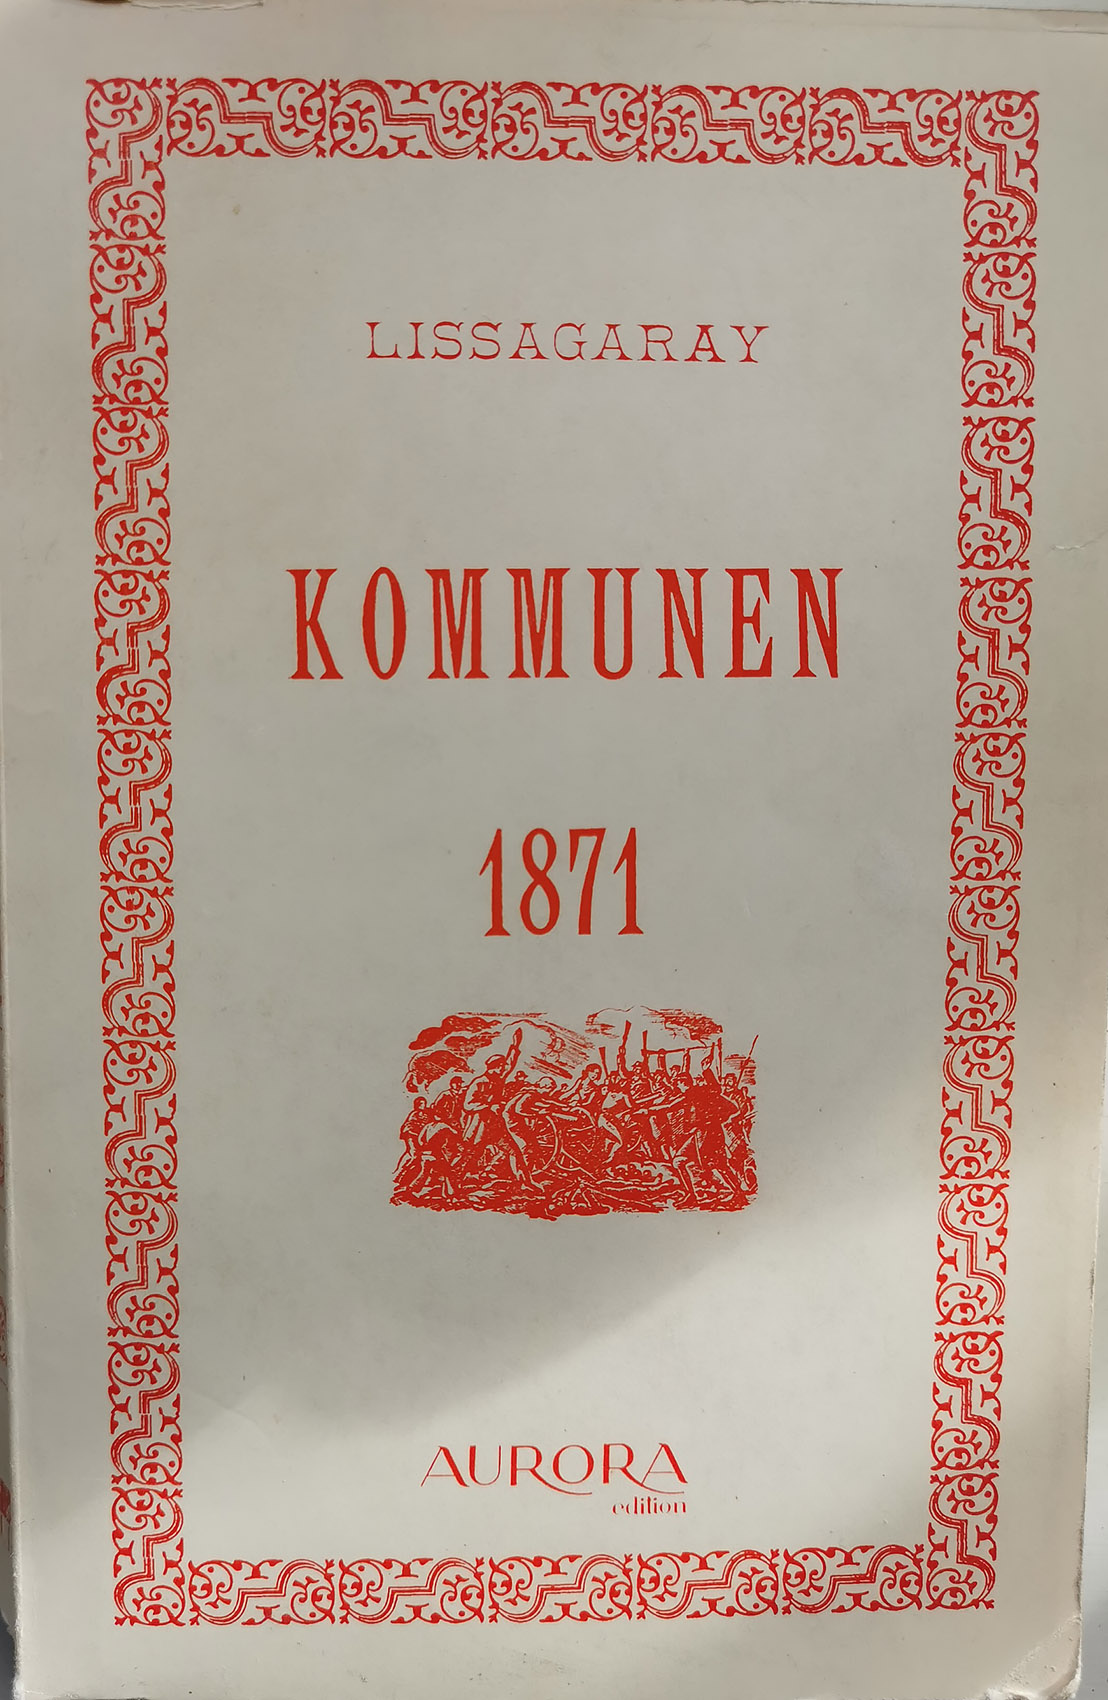 LISSAGARAY
KOMMUNEN
1871
AURORA
edition